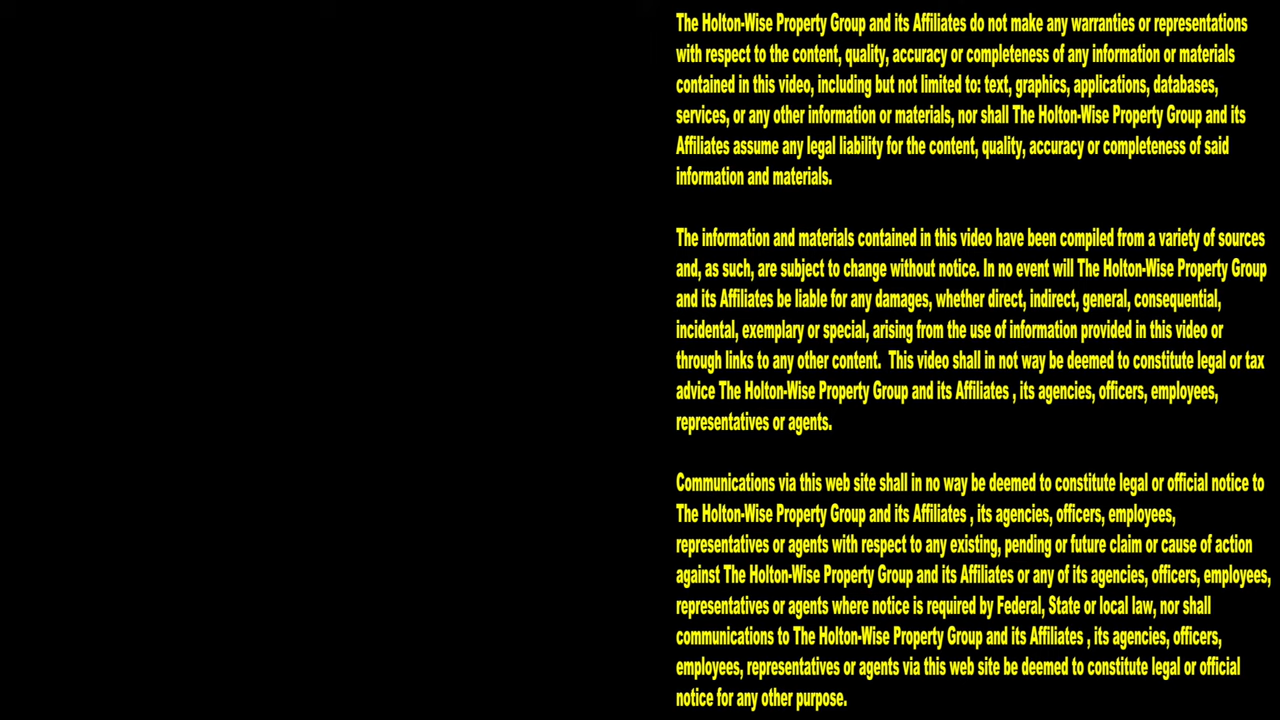 The Holton-Wise Property Group and its Affiliates do not make any warranties or representations
with respect to the content, quality, accuracy or completeness of any information or materials
contained in this video, including but not limited to: text, graphics, applications, databases,
services, or any other information or materials, nor shall The Holton-Wise Property Group and its
Affiliates assume any legal liability for the content, quality, accuracy or completeness of said
information and materials.
The information and materials contained in this video have been compiled from a variety of sources
and, as such, are subject to change without notice. In no event will The Holton-Wise Property Group
and its Affiliates be liable for any damages, whether direct, indirect, general, consequential,
incidental, exemplary or special, arising from the use of information provided in this video or
through links to any other content.  This video shall in not way be deemed to constitute legal or tax
advice The Holton-Wise Property Group and its Affiliates , its agencies, officers, employees,
representatives or agents.
Communications via this web site shall in no way be deemed to constitute legal or official notice to
The Holton-Wise Property Group and its Affiliates , its agencies, officers, employees,
representatives or agents with respect to any existing, pending or future claim or cause of action
against The Holton-Wise Property Group and its Affiliates or any of its agencies, officers, employees,
representatives or agents where notice is required by Federal, State or local law, nor shall
communications to The Holton-Wise Property Group and its Affiliates , its agencies, officers,
employees, representatives or agents via this web site be deemed to constitute legal or official
notice for any other purpose.